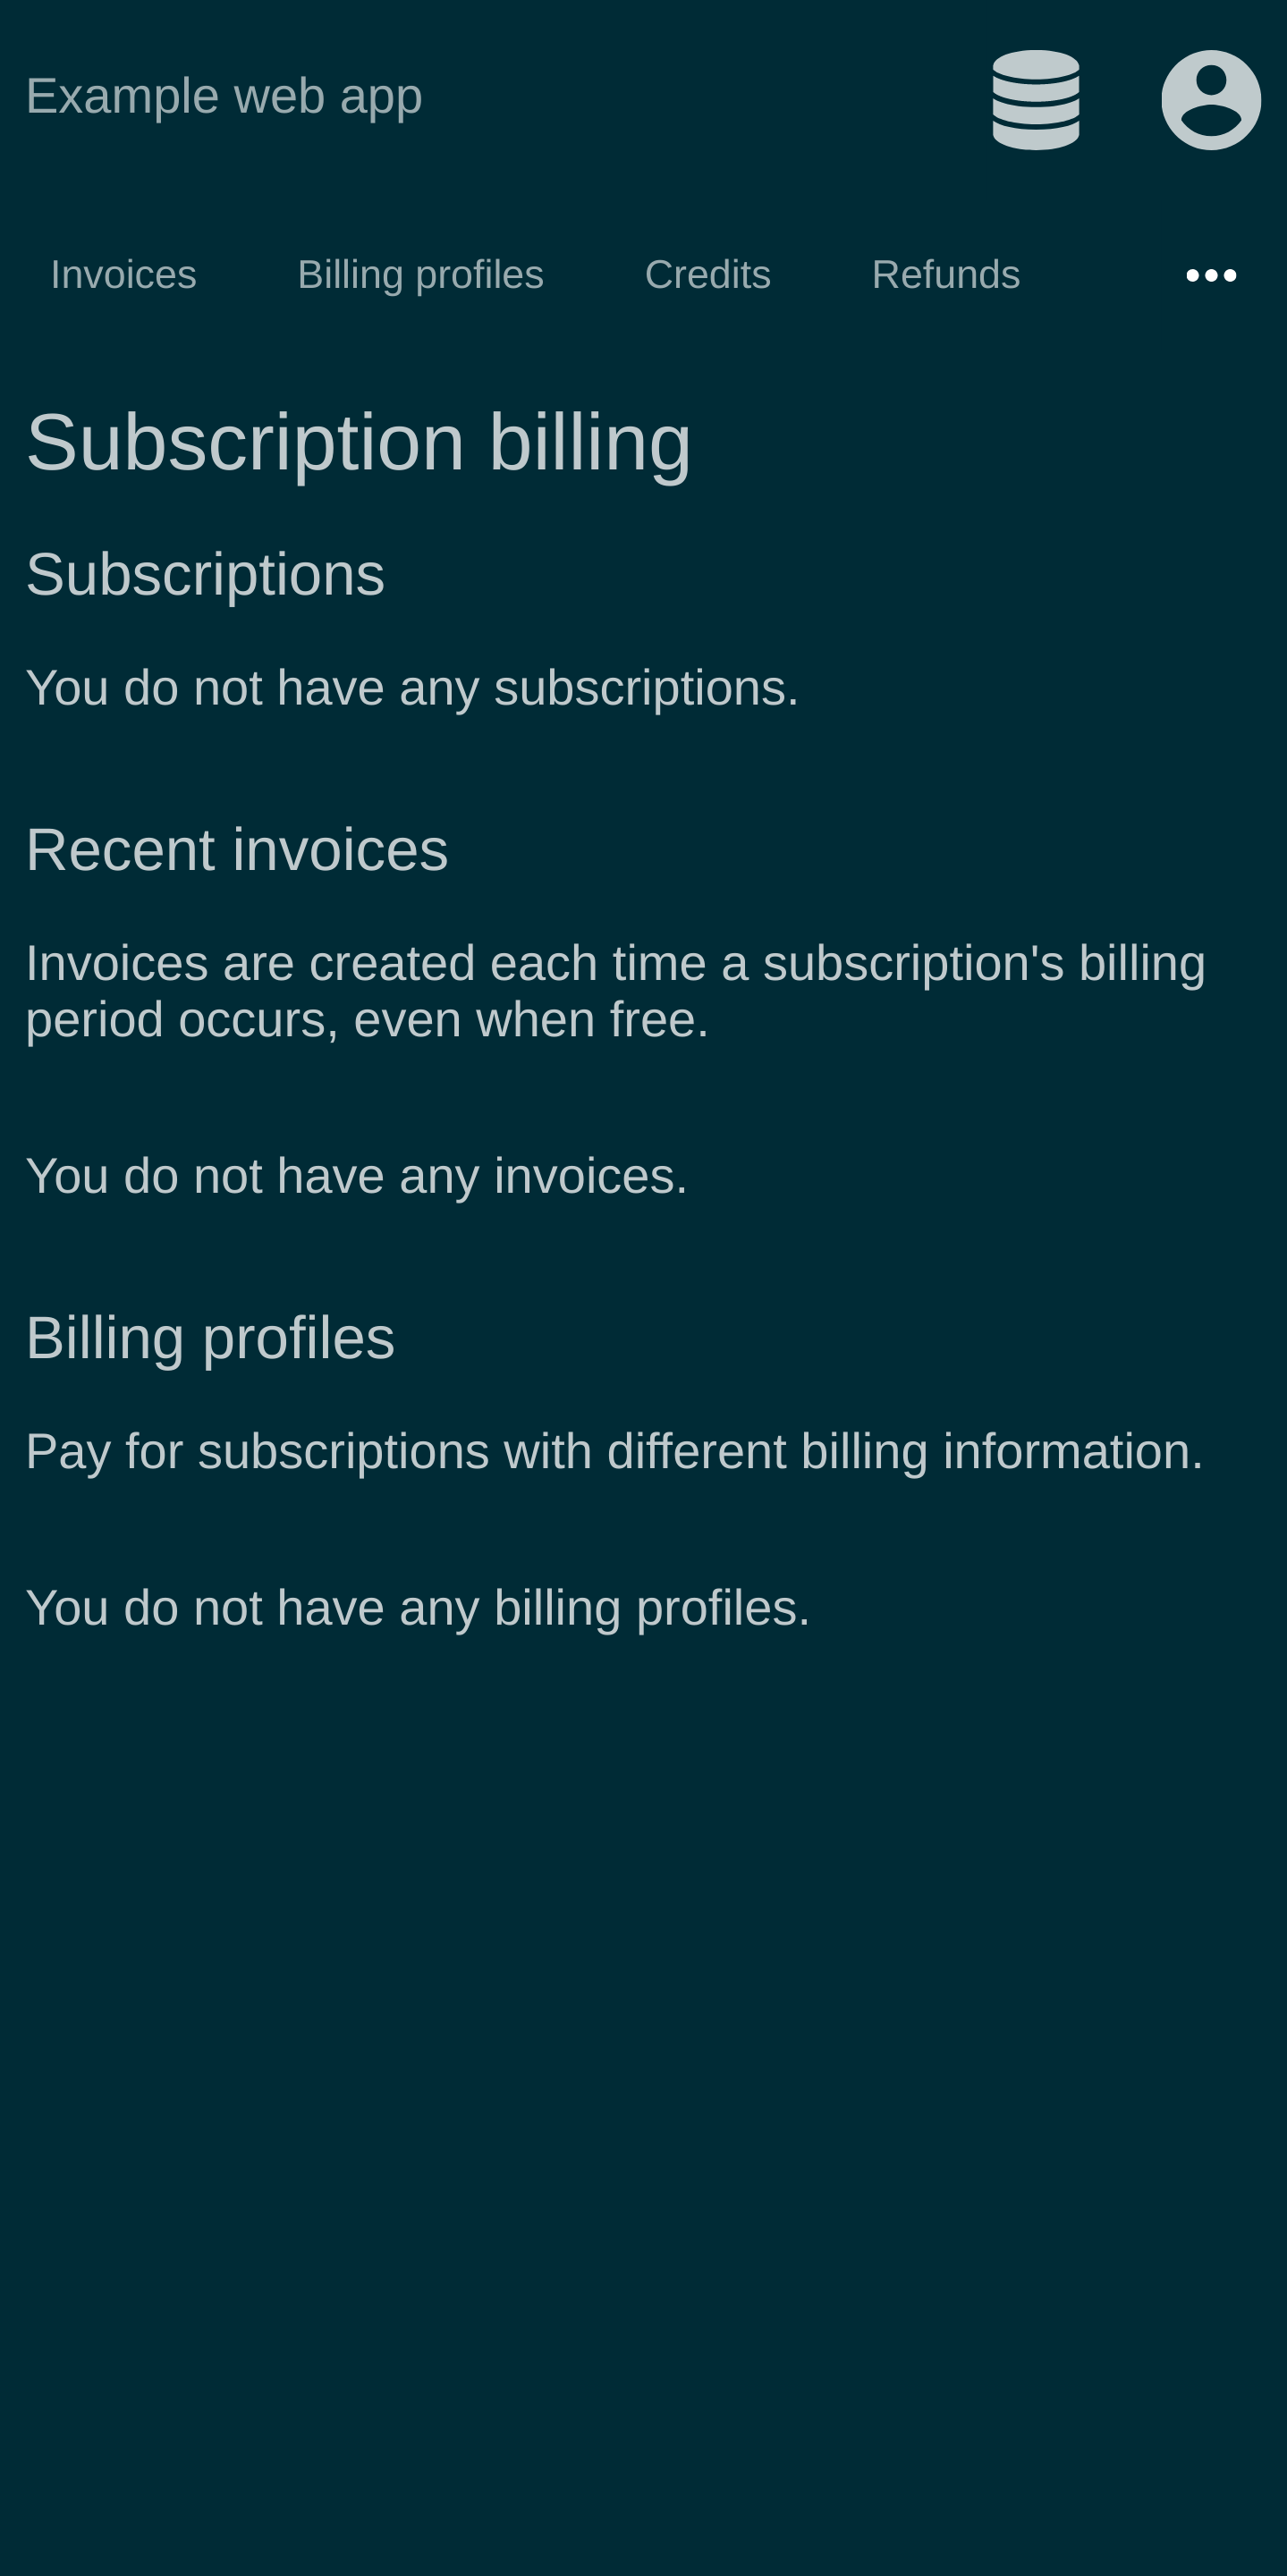 Example web app
Invoices Billing profiles Credits Refunds
Subscription billing
Subscriptions
You do not have any subscriptions.
Recent invoices
Invoices are created each time a subscription's billing
period occurs, even when free.
You do not have any invoices.
Billing profiles
Pay for subscriptions with different billing information.
You do not have any billing profiles.